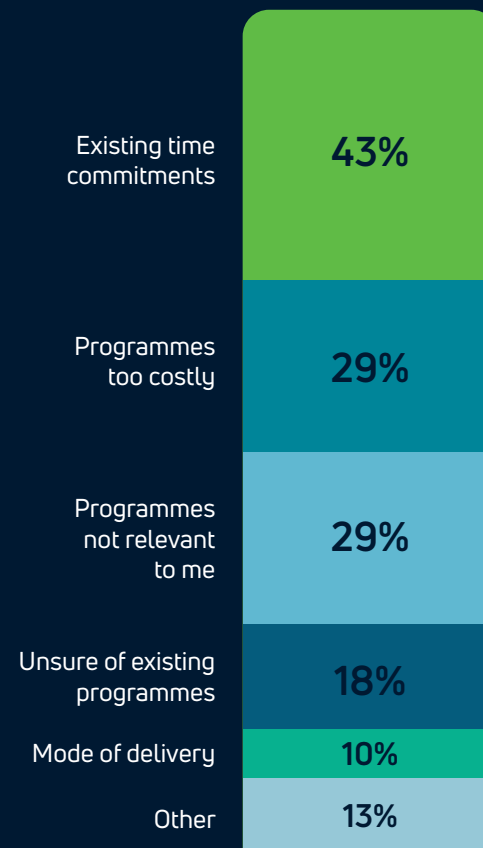 Existing time
commitments
43%
Programmes
too costly
29%
Programmes
not relevant
to me
29%
Unsure of existing
programmes
18%
Mode of delivery
10%
Other
13%